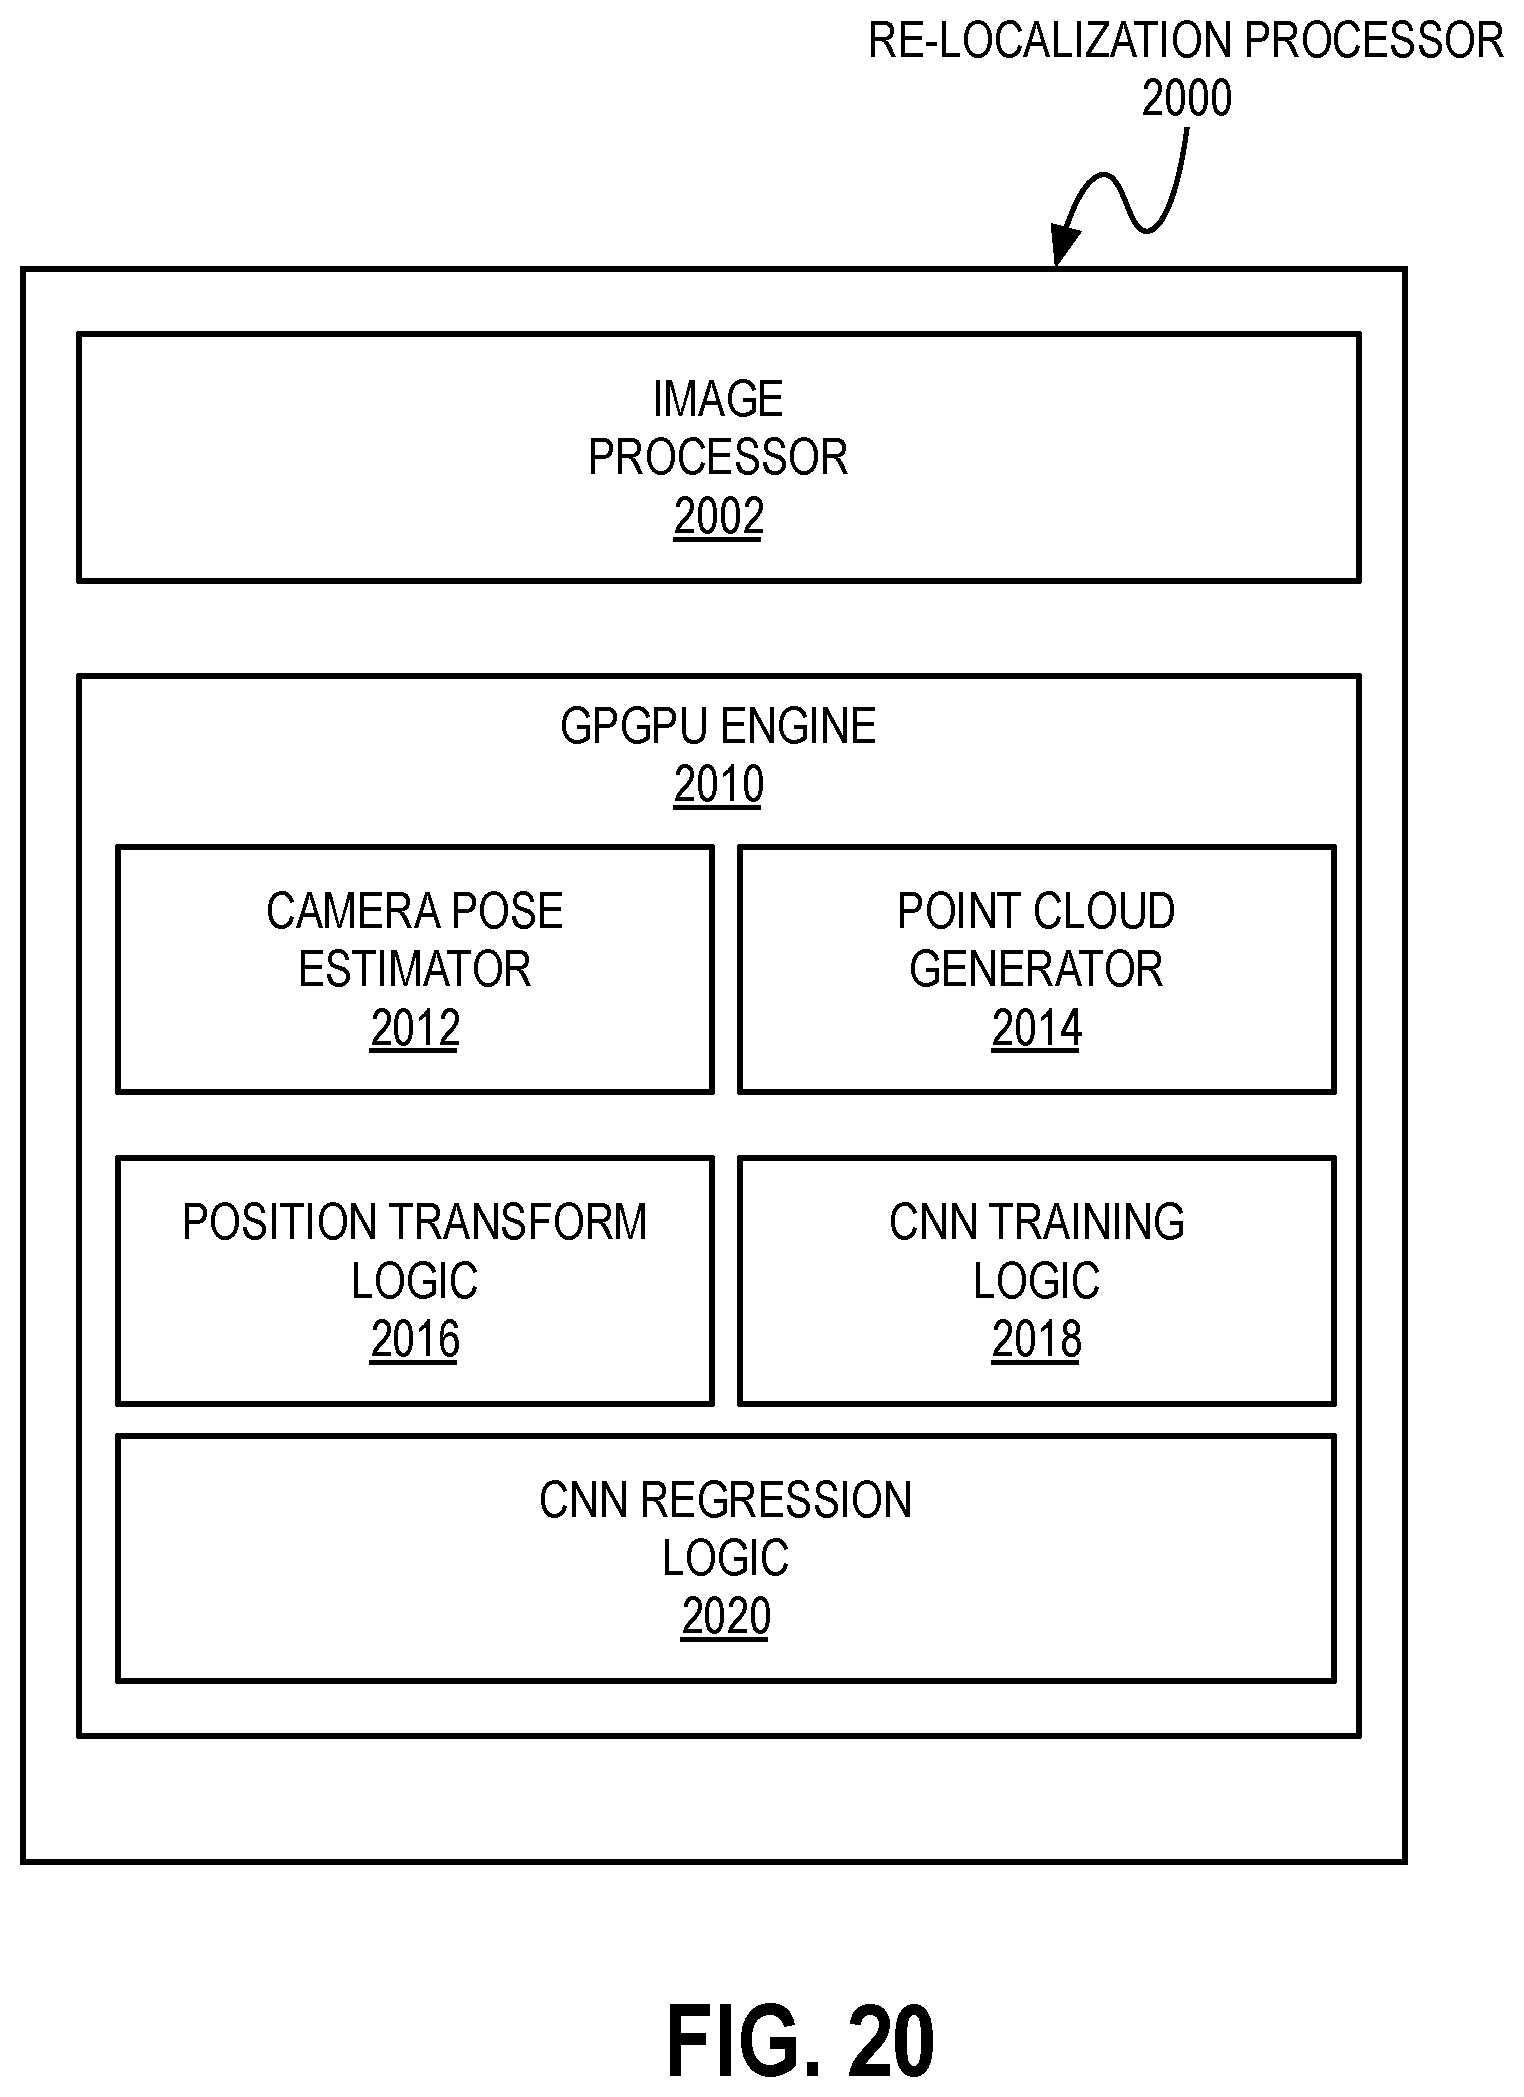 RE-LOCALIZATION PROCESSOR
2000
IMAGE
PROCESSOR
2002
GPGPU ENGINE
2010
CAMERA POSE
ESTIMATOR
2012
POINT CLOUD
GENERATOR
2014
POSITION TRANSFORM
LOGIC
2016
CNN TRAINING
LOGIC
2018
CNN REGRESSION
LOGIC
2020
FIG. 20